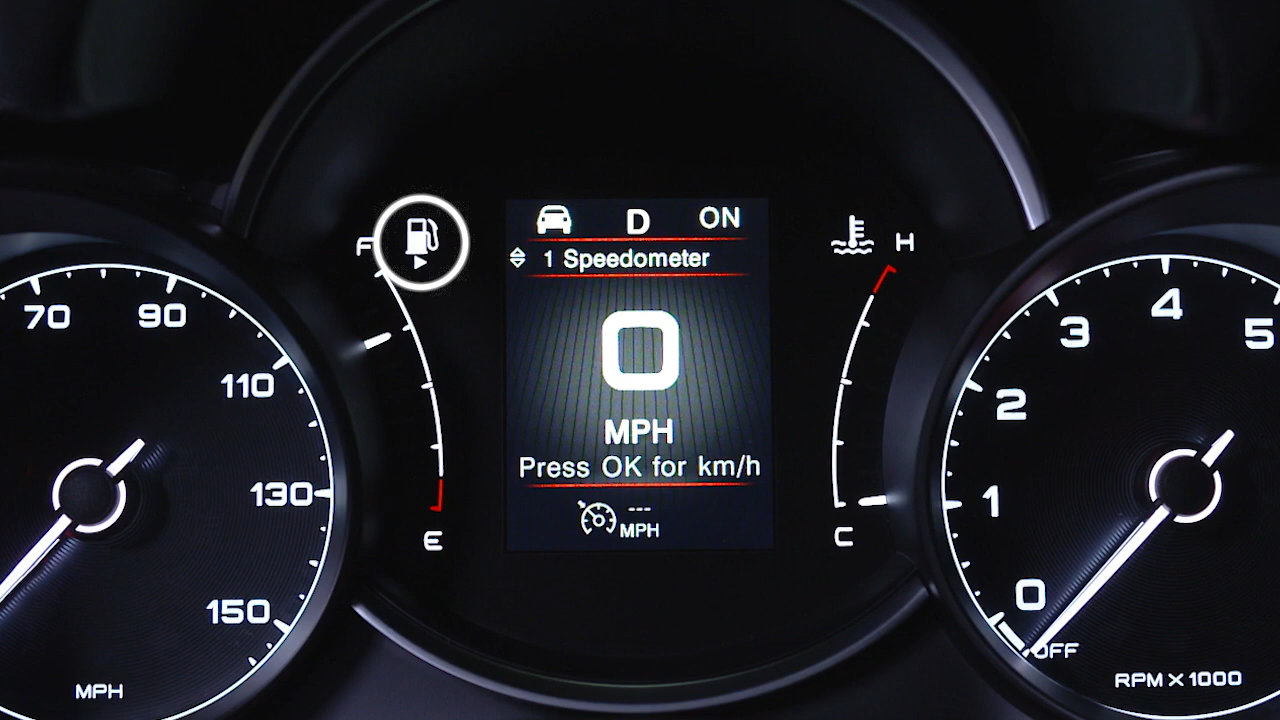 D ON
1 Speedometer
0
MPH
Press OK for km/h
---
MPH
F
E
H
C
70
90
110
130
150
MPH
0
1
2
3
4
5
OFF
RPM X 1000